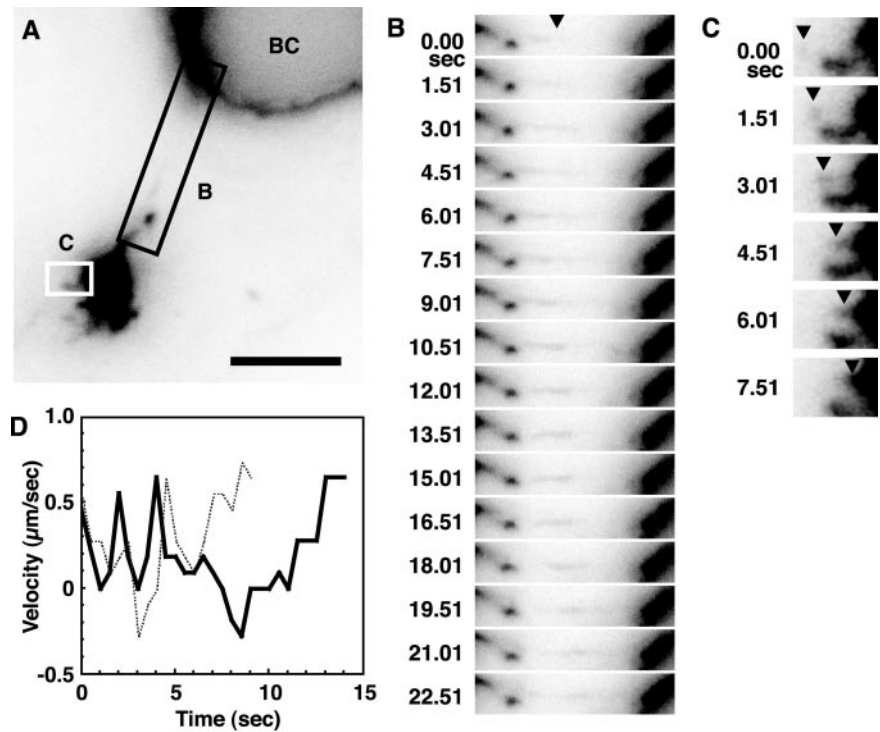 A
BC
B
C
B
0.00
sec
1.51
3.01
4.51
6.01
7.51
9.01
10.51
12.01
13.51
15.01
16.51
18.01
19.51
21.01
22.51
C
0.00
sec
1.51
3.01
4.51
6.01
7.51
D
Velocity (µm/sec)
1.0
0.5
0
-0.5
0 5 10 15
Time (sec)